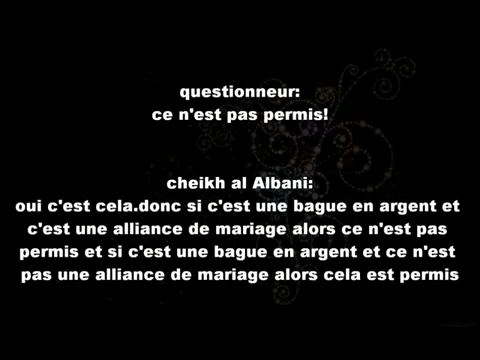 questionneur:
ce n'est pas permis!
cheikh al Albani:
oui c'est cela.donc si c'est une bague en argent et
c'est une alliance de mariage alors ce n'est pas
permis et si c'est une bague en argent et ce n'est
pas une alliance de mariage alors cela est permis